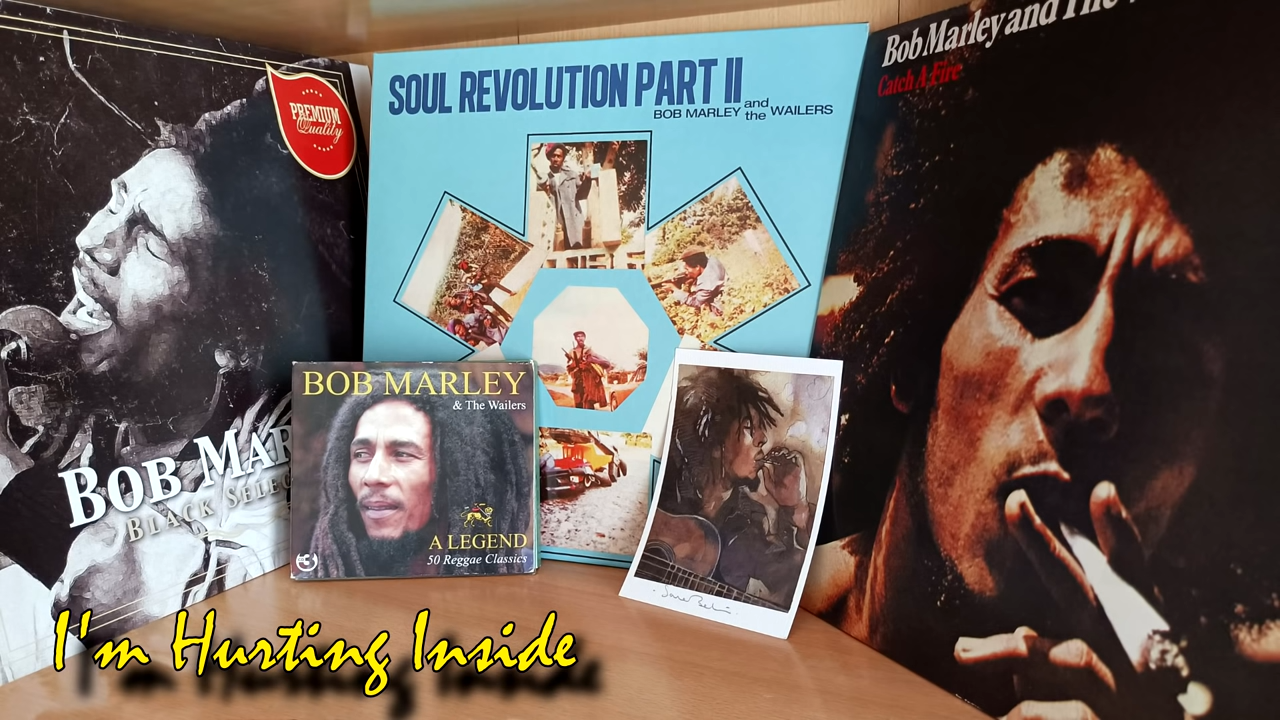 PREMIUM
Quality
BOB MAR
BLACK SELEC
SOUL REVOLUTION PART II
BOB MARLEY and the WAILERS
Bob Marley and The
Catch A Fire
BOB MARLEY
& The Wailers
A LEGEND
50 Reggae Classics
3
I'm Hurting Inside